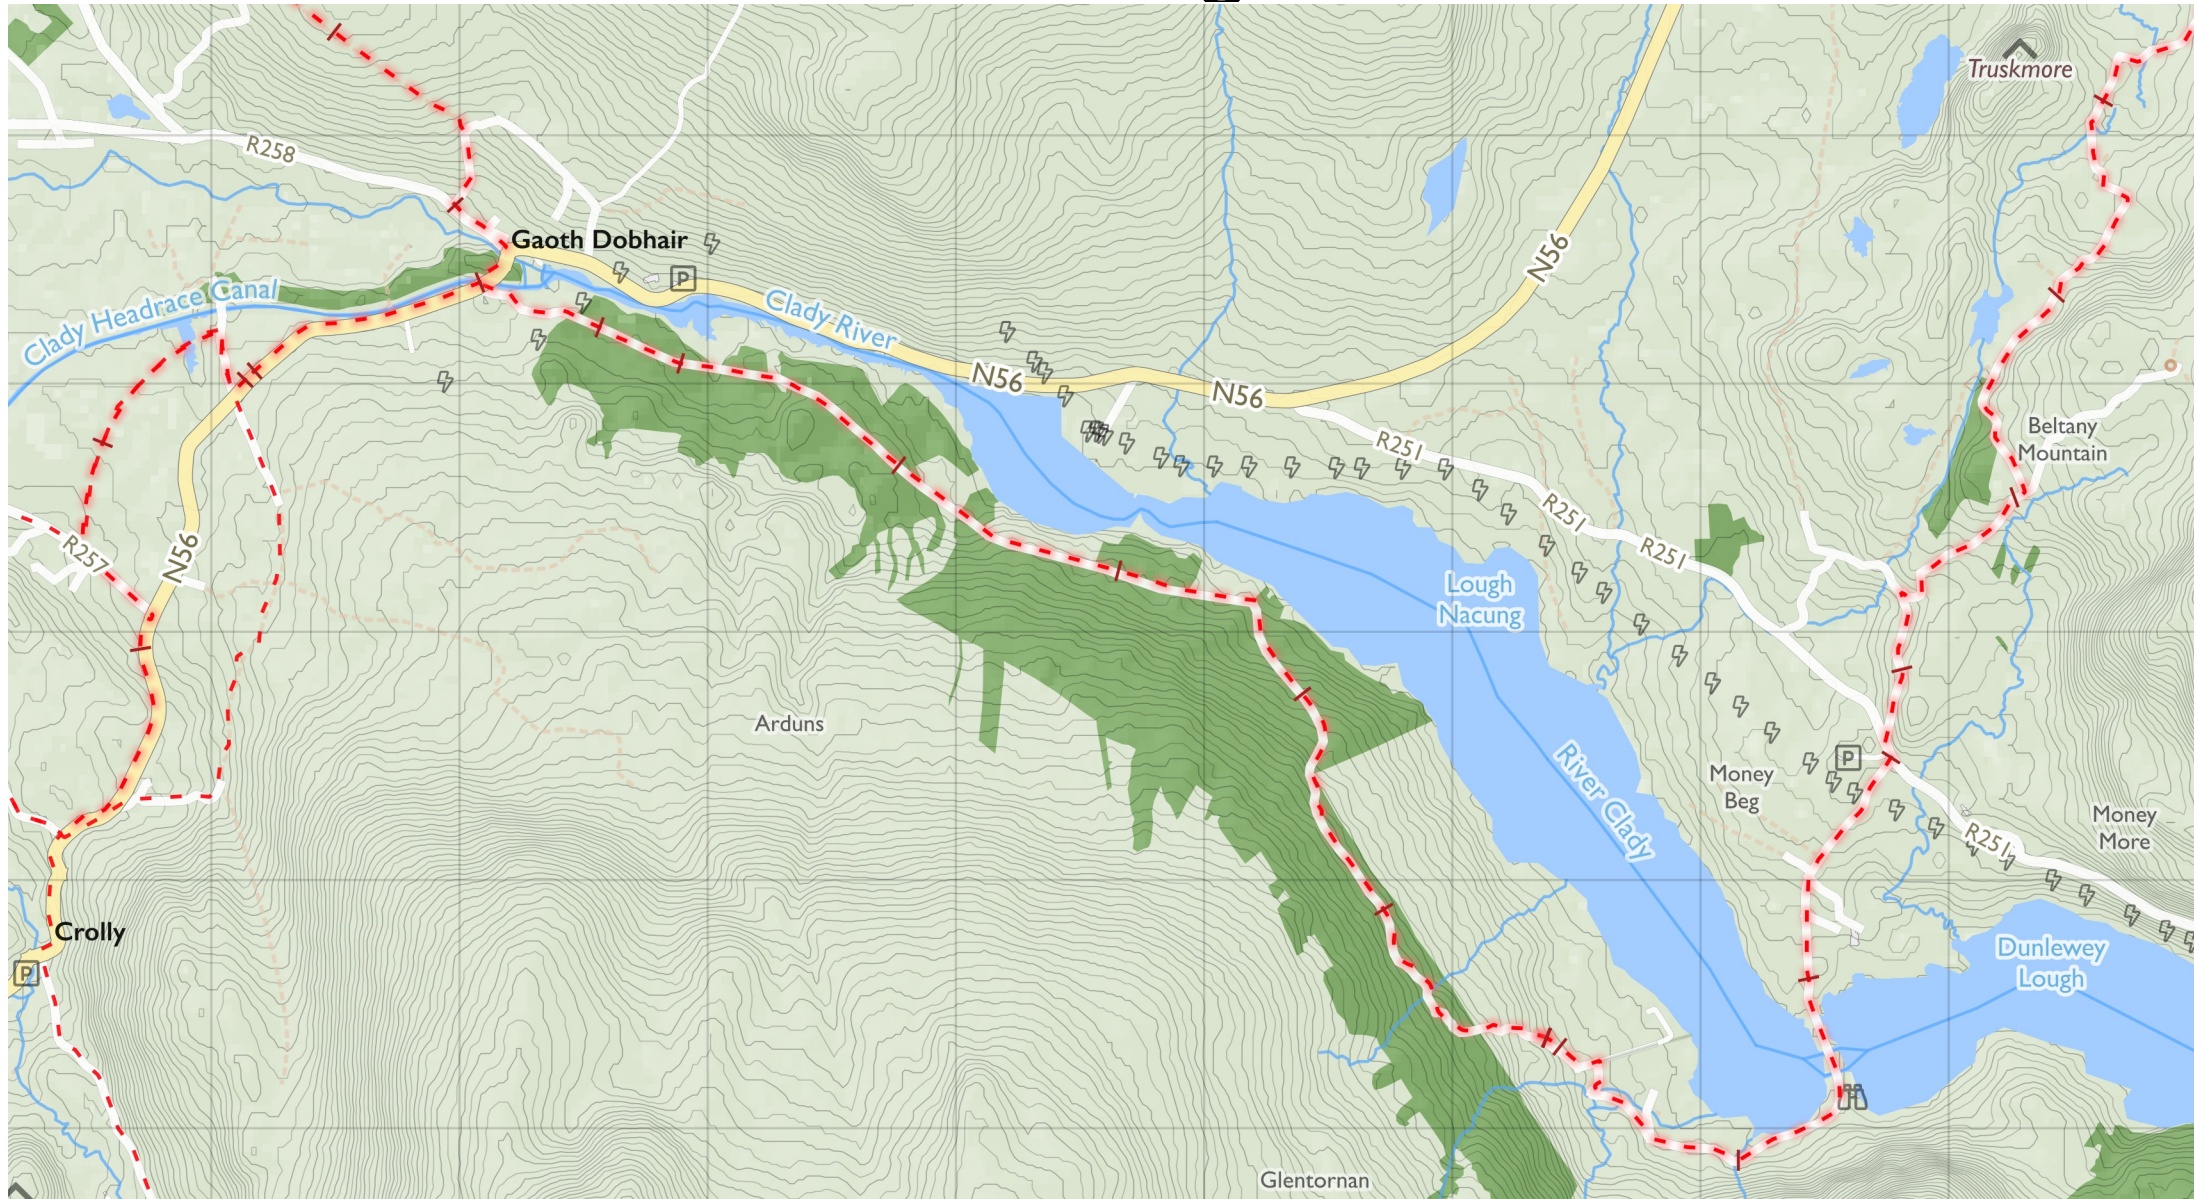 Truskmore
R258
Gaoth Dobhair
P
N56
Clady Headrace Canal
Clady River
N56
N56
R251
Beltany
Mountain
R251
R251
R257
N56
Lough
Nacung
Arduns
River Clady
P
Money
Beg
Money
More
R251
Crolly
P
Dunlewey
Lough
Glentornan